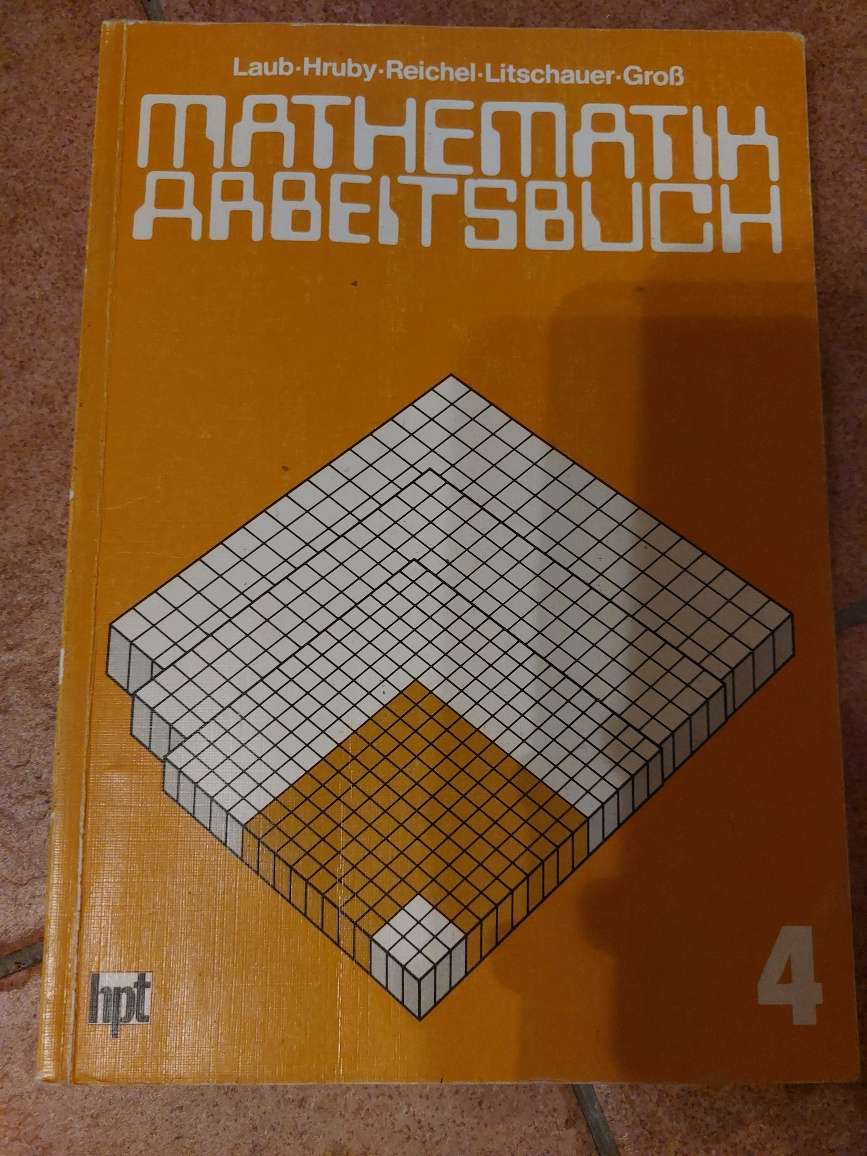 Laub·Hruby·Reichel·Litschauer·Groß
MATHEMATIK
ARBEITSBUCH
hpt
4